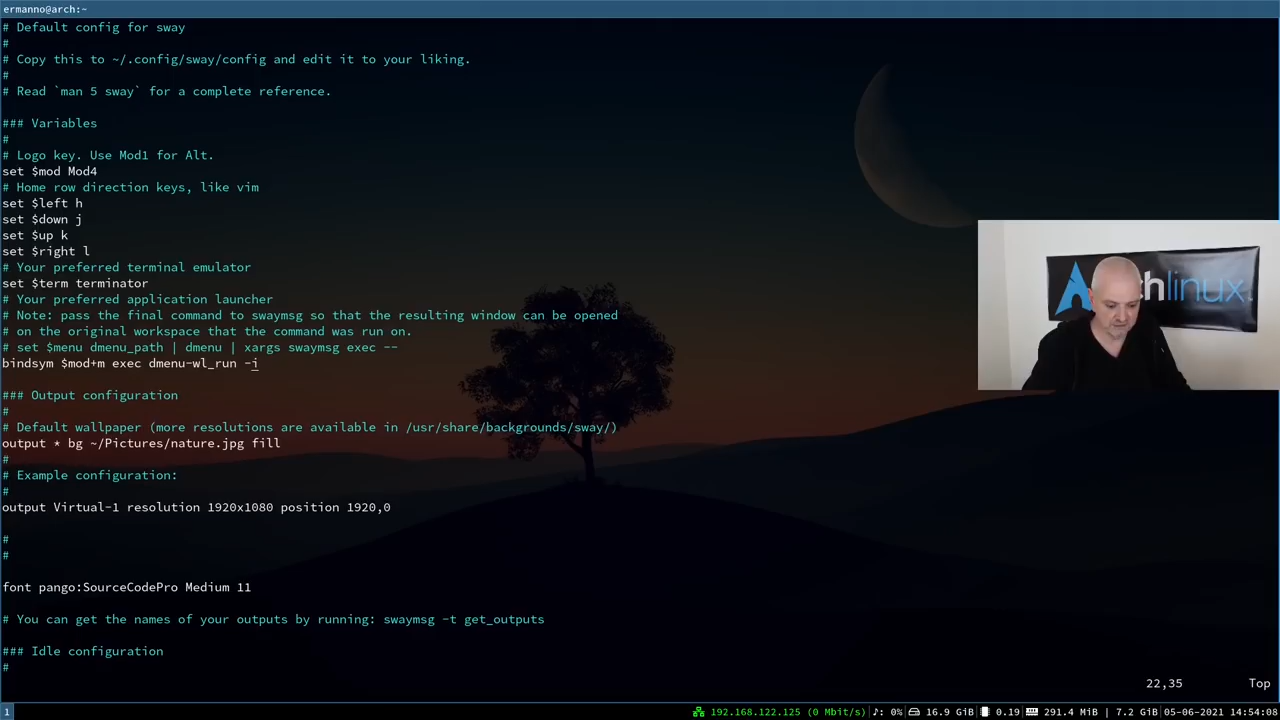 ermanno@arch:~
# Default config for sway
#
# Copy this to ~/.config/sway/config and edit it to your liking.
#
# Read `man 5 sway` for a complete reference.
### Variables
#
# Logo key. Use Mod1 for Alt.
set $mod Mod4
# Home row direction keys, like vim
set $left h
set $down j
set $up k
set $right l
# Your preferred terminal emulator
set $term terminator
# Your preferred application launcher
# Note: pass the final command to swaymsg so that the resulting window can be opened
# on the original workspace that the command was run on.
# set $menu dmenu_path | dmenu | xargs swaymsg exec --
bindsym $mod+m exec dmenu-wl_run -i
### Output configuration
#
# Default wallpaper (more resolutions are available in /usr/share/backgrounds/sway/)
output * bg ~/Pictures/nature.jpg fill
#
# Example configuration:
#
output Virtual-1 resolution 1920x1080 position 1920,0
#
#
font pango:SourceCodePro Medium 11
# You can get the names of your outputs by running: swaymsg -t get_outputs
### Idle configuration
#
22,35 Top
1 192.168.122.125 (0 Mbit/s) | ♪: 0% | 16.9 GiB | 0.19 | 291.4 MiB | 7.2 GiB | 05-06-2021 14:54:08